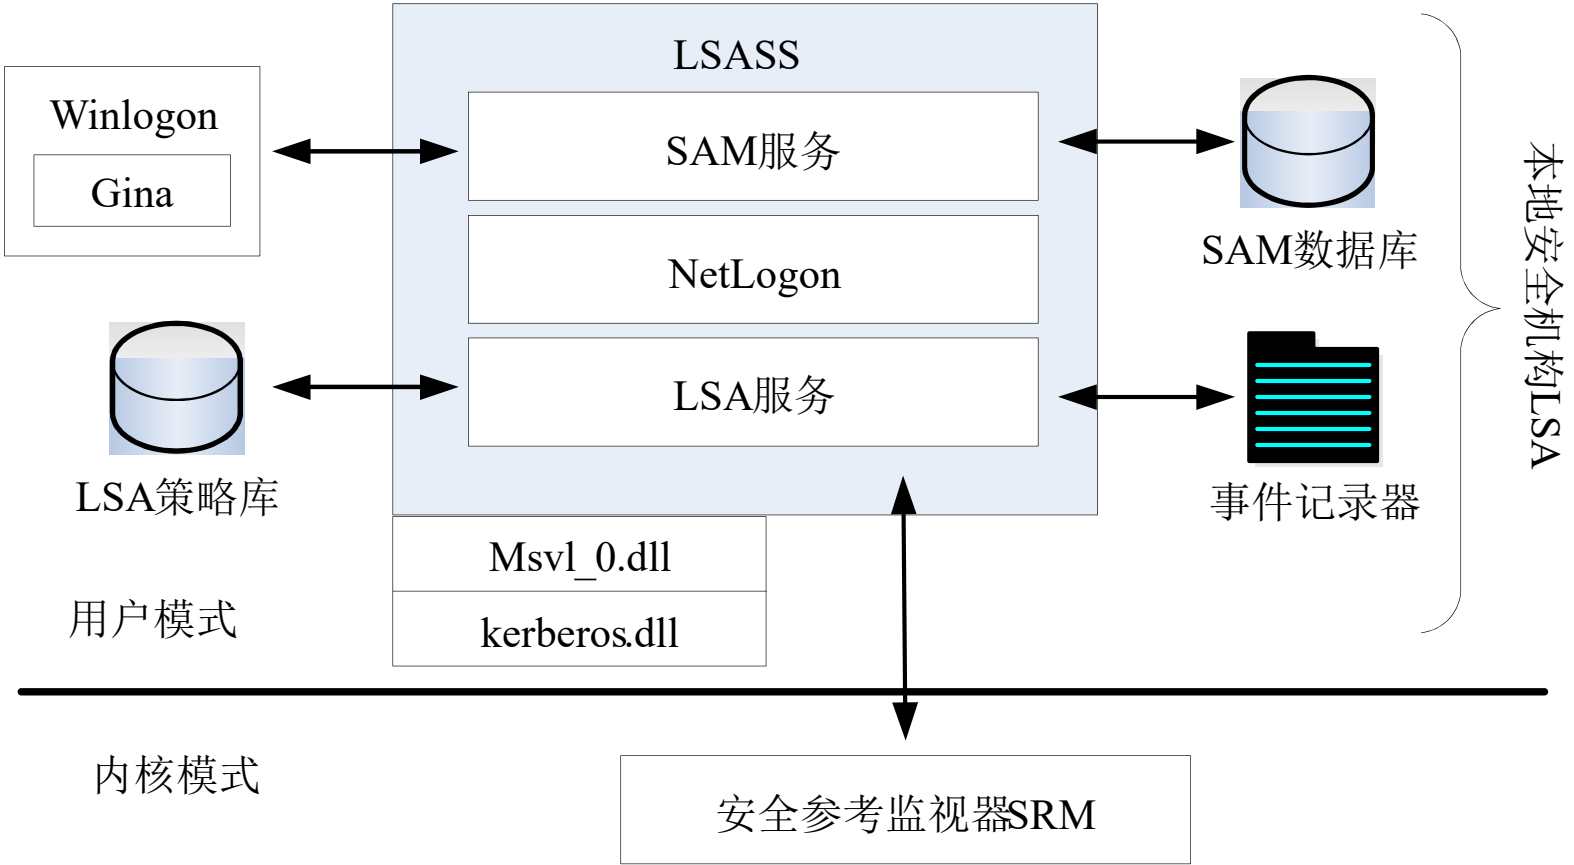 LSASS
Winlogon
Gina
SAM服务
NetLogon
LSA服务
SAM数据库
LSA策略库
事件记录器
本地安全机构LSA
Msvl_0.dll
kerberos.dll
用户模式
内核模式
安全参考监视器SRM